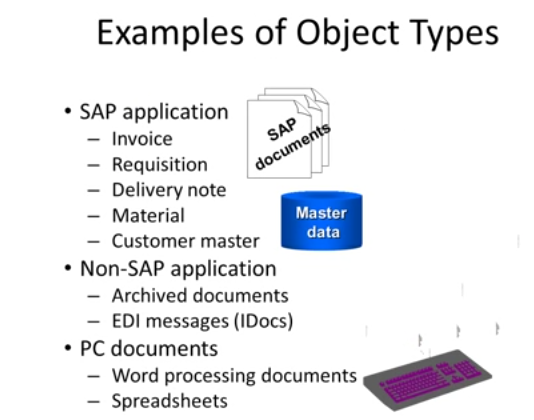 Examples of Object Types
• SAP application
– Invoice
– Requisition
– Delivery note
– Material
– Customer master
SAP
documents
Master
data
• Non-SAP application
– Archived documents
– EDI messages (IDocs)
• PC documents
– Word processing documents
– Spreadsheets